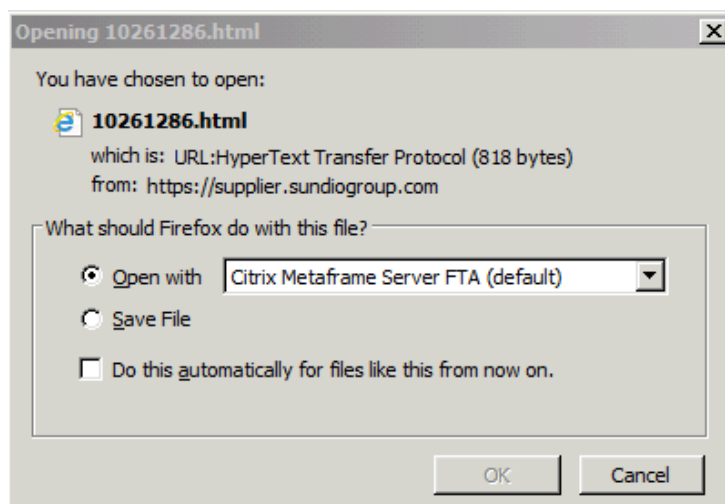 Opening 10261286.html
You have chosen to open:
10261286.html
which is: URL:HyperText Transfer Protocol (818 bytes)
from: https://supplier.sundiogroup.com
What should Firefox do with this file?
Open with Citrix Metaframe Server FTA (default)
Save File
Do this automatically for files like this from now on.
OK Cancel